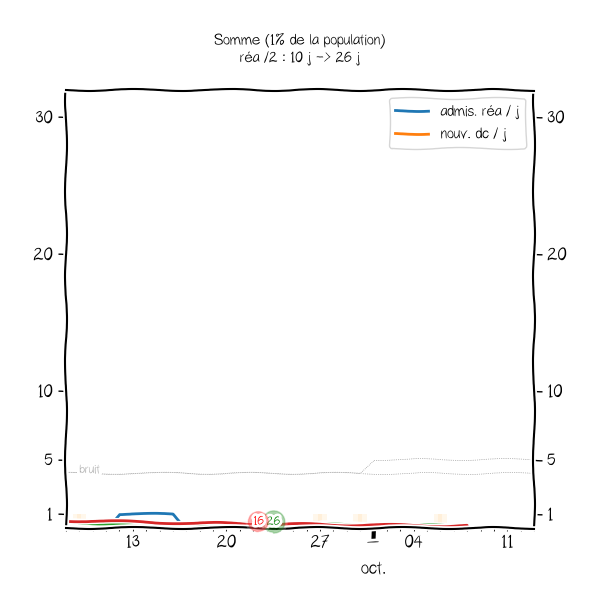 Somme (1% de la population)
réa /2 : 10 j -> 26 j
admis. réa / j
nouv. dc / j
30 30
20 20
10 10
5 5
bruit
1 1
16 26
13 20 27 1 04 11
oct.